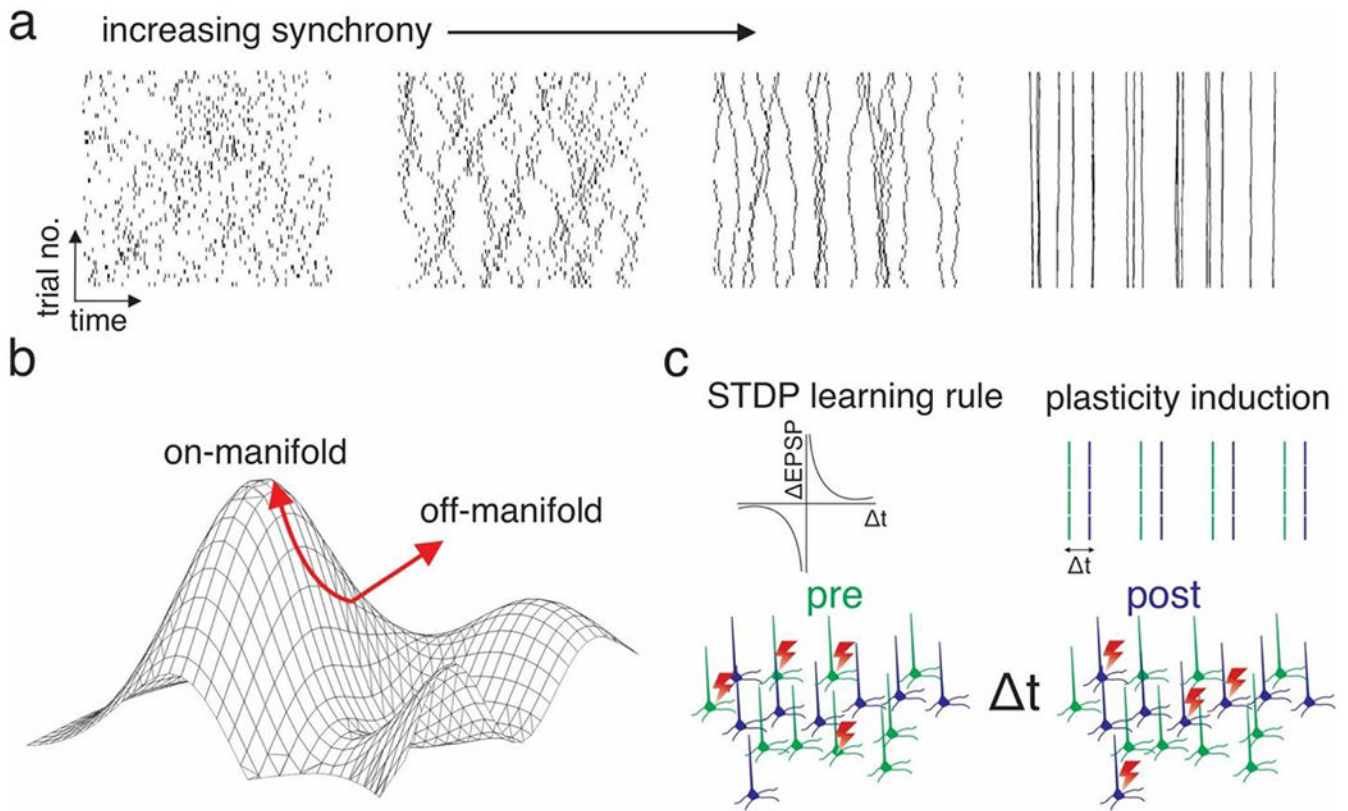 a
increasing synchrony
trial no.
time
b
on-manifold
off-manifold
c
STDP learning rule
plasticity induction
ΔEPSP
Δt
Δt
pre
post
Δt